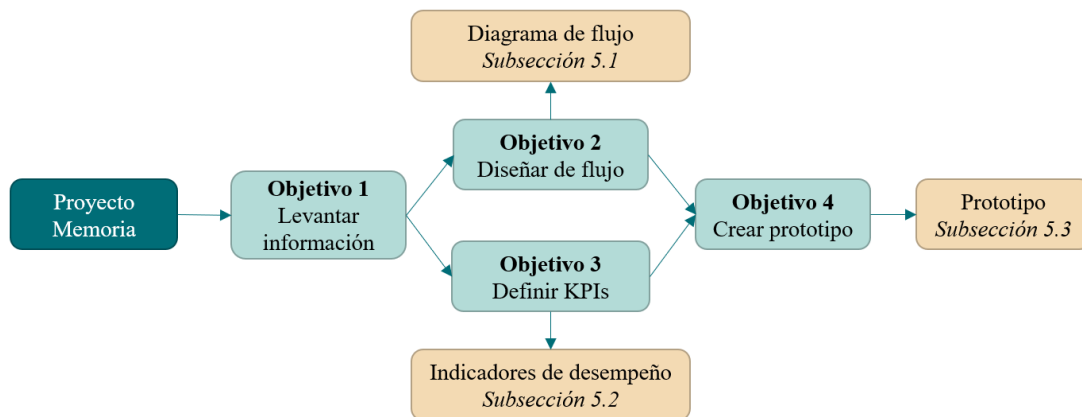 Diagrama de flujo
Subsección 5.1
Objetivo 2
Diseñar de flujo
Proyecto
Memoria
Objetivo 1
Levantar
información
Objetivo 4
Crear prototipo
Prototipo
Subsección 5.3
Objetivo 3
Definir KPIs
Indicadores de desempeño
Subsección 5.2